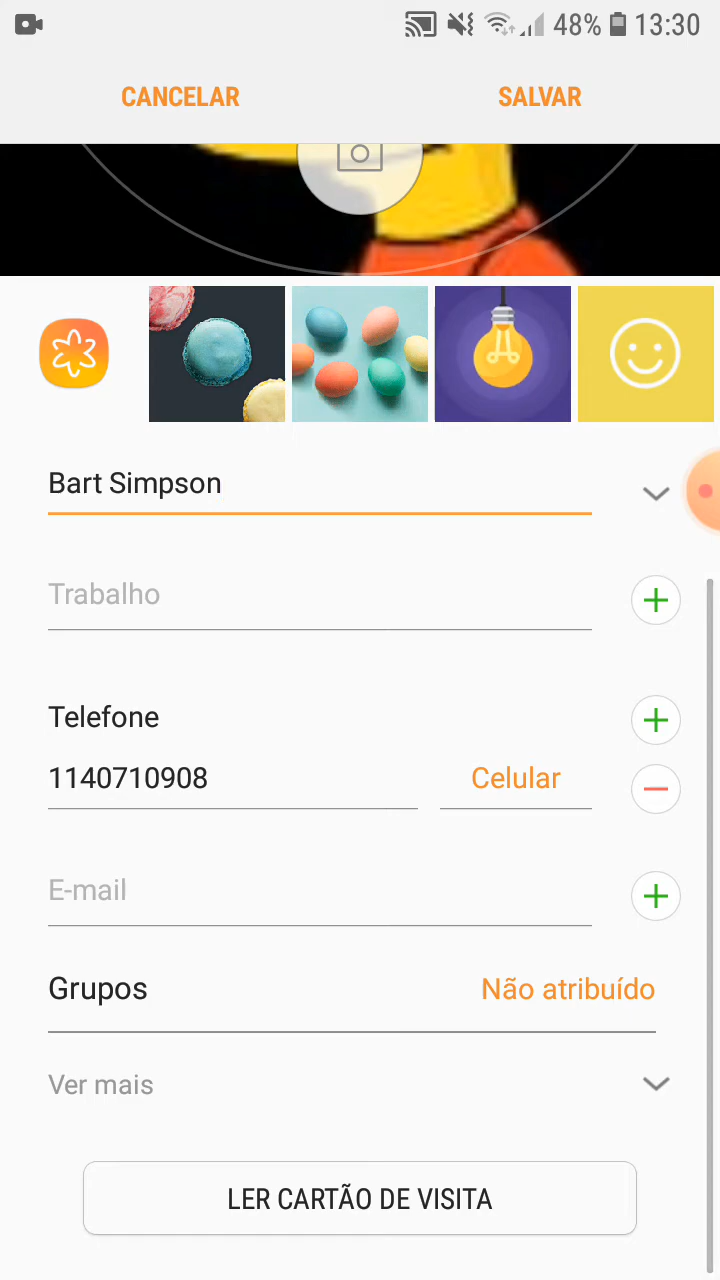 48% 13:30
CANCELAR SALVAR
Bart Simpson
Trabalho
Telefone
1140710908 Celular
E-mail
Grupos Não atribuído
Ver mais
LER CARTÃO DE VISITA